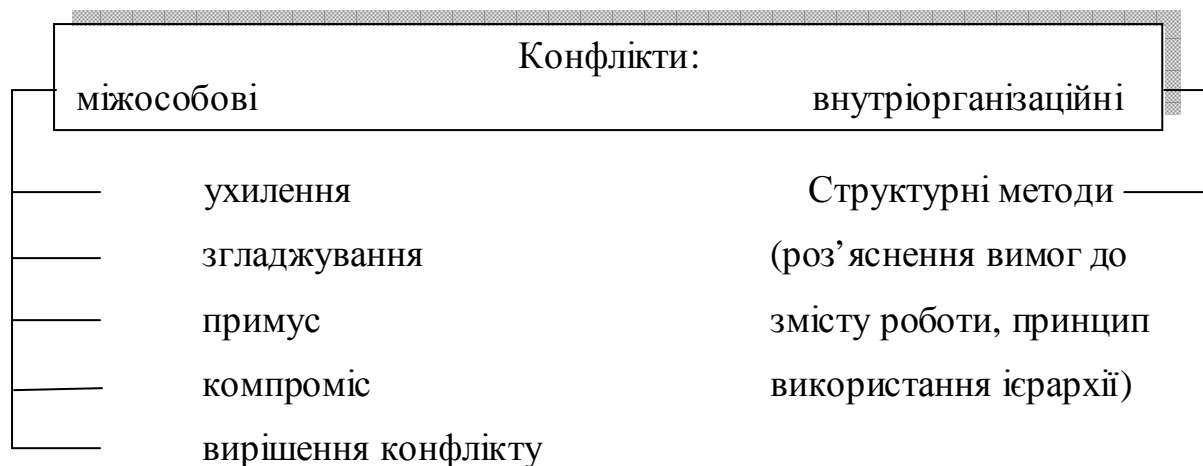 Конфлікти:
міжособові внутріорганізаційні
ухилення Структурні методи
згладжування (роз’яснення вимог до
примус змісту роботи, принцип
компроміс використання ієрархії)
вирішення конфлікту